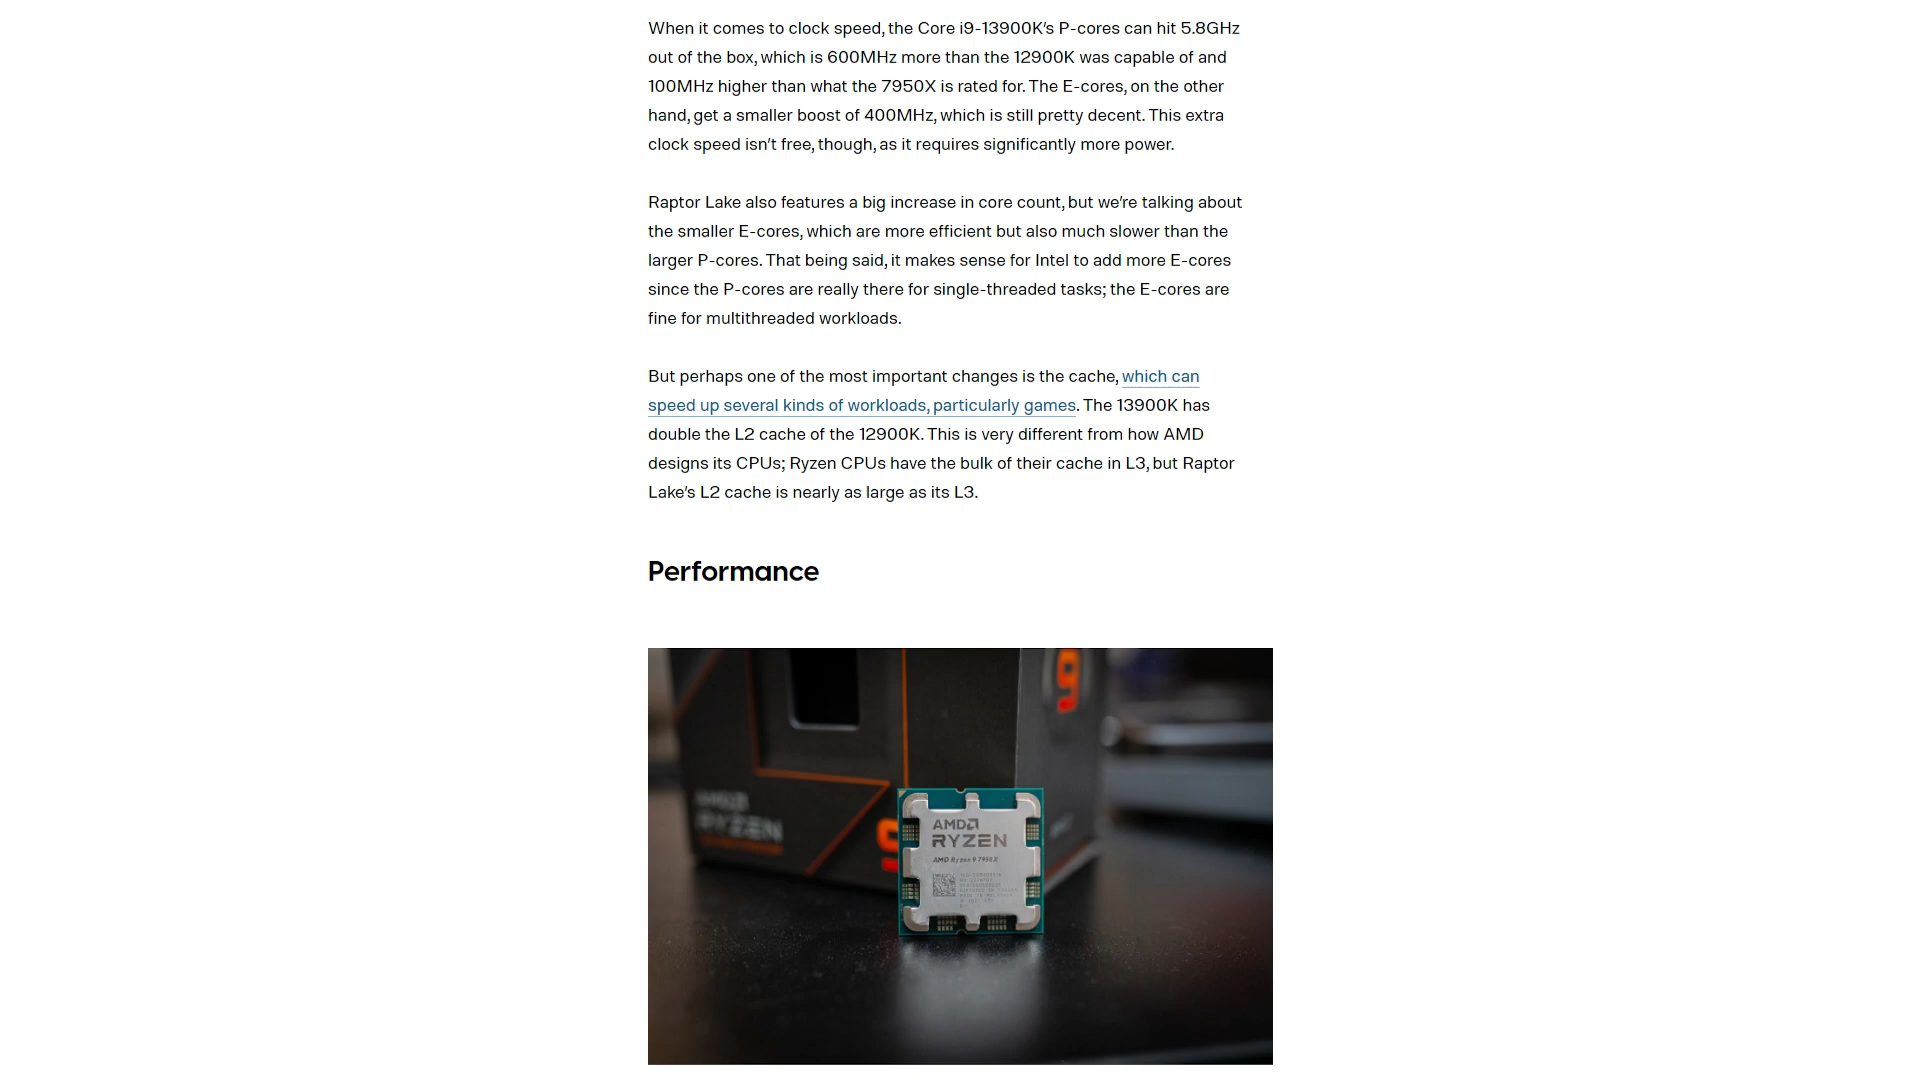 When it comes to clock speed, the Core i9-13900K's P-cores can hit 5.8GHz
out of the box, which is 600MHz more than the 12900K was capable of and
100MHz higher than what the 7950X is rated for. The E-cores, on the other
hand, get a smaller boost of 400MHz, which is still pretty decent. This extra
clock speed isn't free, though, as it requires significantly more power.
Raptor Lake also features a big increase in core count, but we're talking about
the smaller E-cores, which are more efficient but also much slower than the
larger P-cores. That being said, it makes sense for Intel to add more E-cores
since the P-cores are really there for single-threaded tasks; the E-cores are
fine for multithreaded workloads.
But perhaps one of the most important changes is the cache, which can
speed up several kinds of workloads, particularly games. The 13900K has
double the L2 cache of the 12900K. This is very different from how AMD
designs its CPUs; Ryzen CPUs have the bulk of their cache in L3, but Raptor
Lake's L2 cache is nearly as large as its L3.
Performance
9
AMD
RYZEN
9
AMD
RYZEN
AMD Ryzen 9 7950X